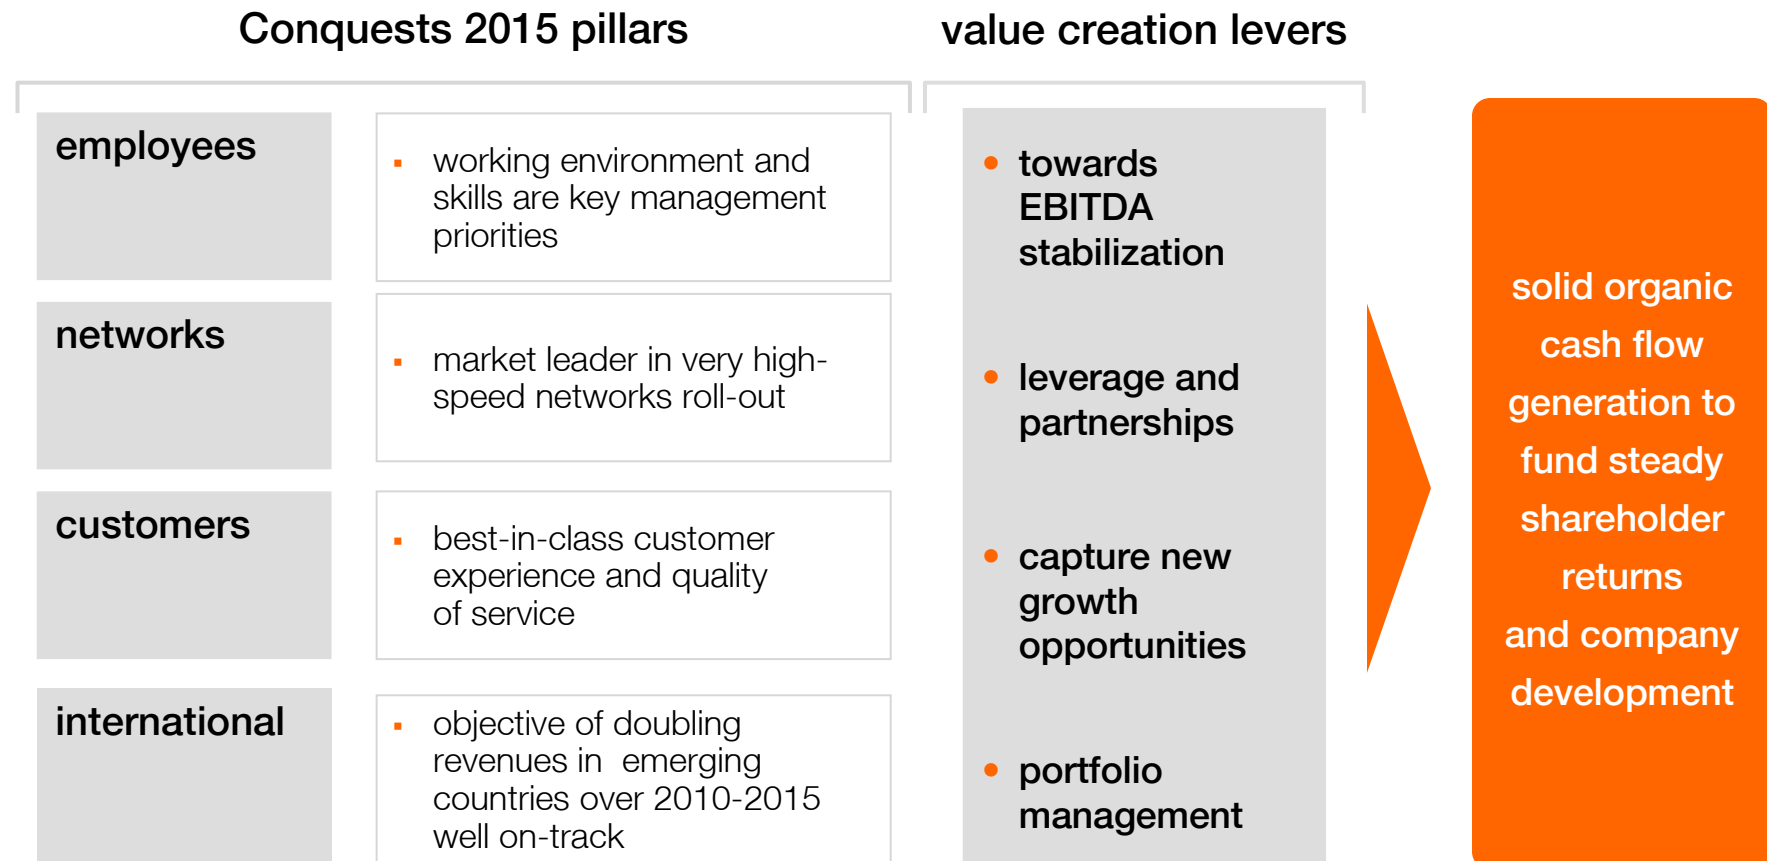 Conquests 2015 pillars
value creation levers
employees
working environment and
skills are key management
priorities
networks
market leader in very high-
speed networks roll-out
customers
best-in-class customer
experience and quality
of service
international
objective of doubling
revenues in emerging
countries over 2010-2015
well on-track
towards
EBITDA
stabilization
leverage and
partnerships
capture new
growth
opportunities
portfolio
management
solid organic
cash flow
generation to
fund steady
shareholder
returns
and company
development